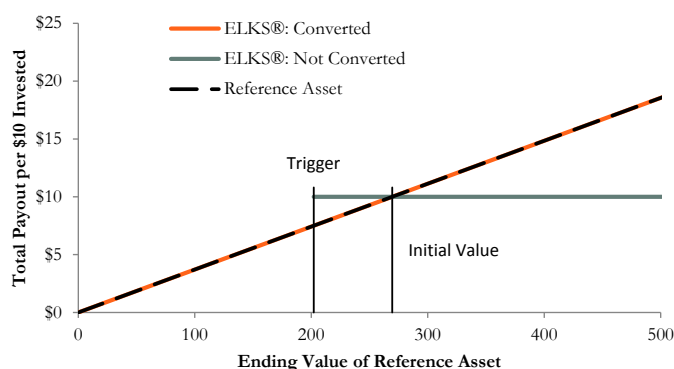 $25
$20
$15
$10
$5
$0
Total Payout per $10 Invested
ELKS®: Converted
ELKS®: Not Converted
Reference Asset
Trigger
Initial Value
0 100 200 300 400 500
Ending Value of Reference Asset